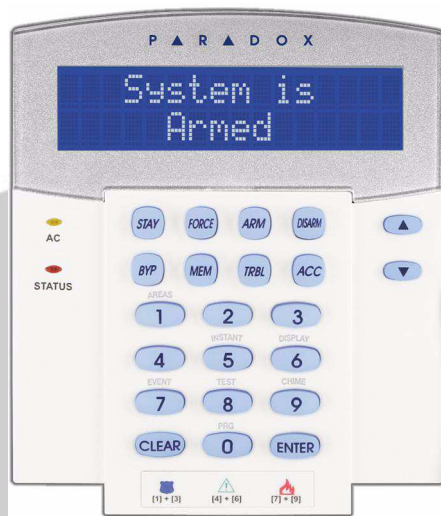 PARADOX
System is
Armed
STAY FORCE ARM DISARM
AC
BYP MEM TRBL ACC
STATUS
AREAS
1 2 3
INSTANT DISPLAY
4 5 6
EVENT TEST CHIME
7 8 9
PRG
CLEAR 0 ENTER
[1] + [3] [4] + [6] [7] + [9]